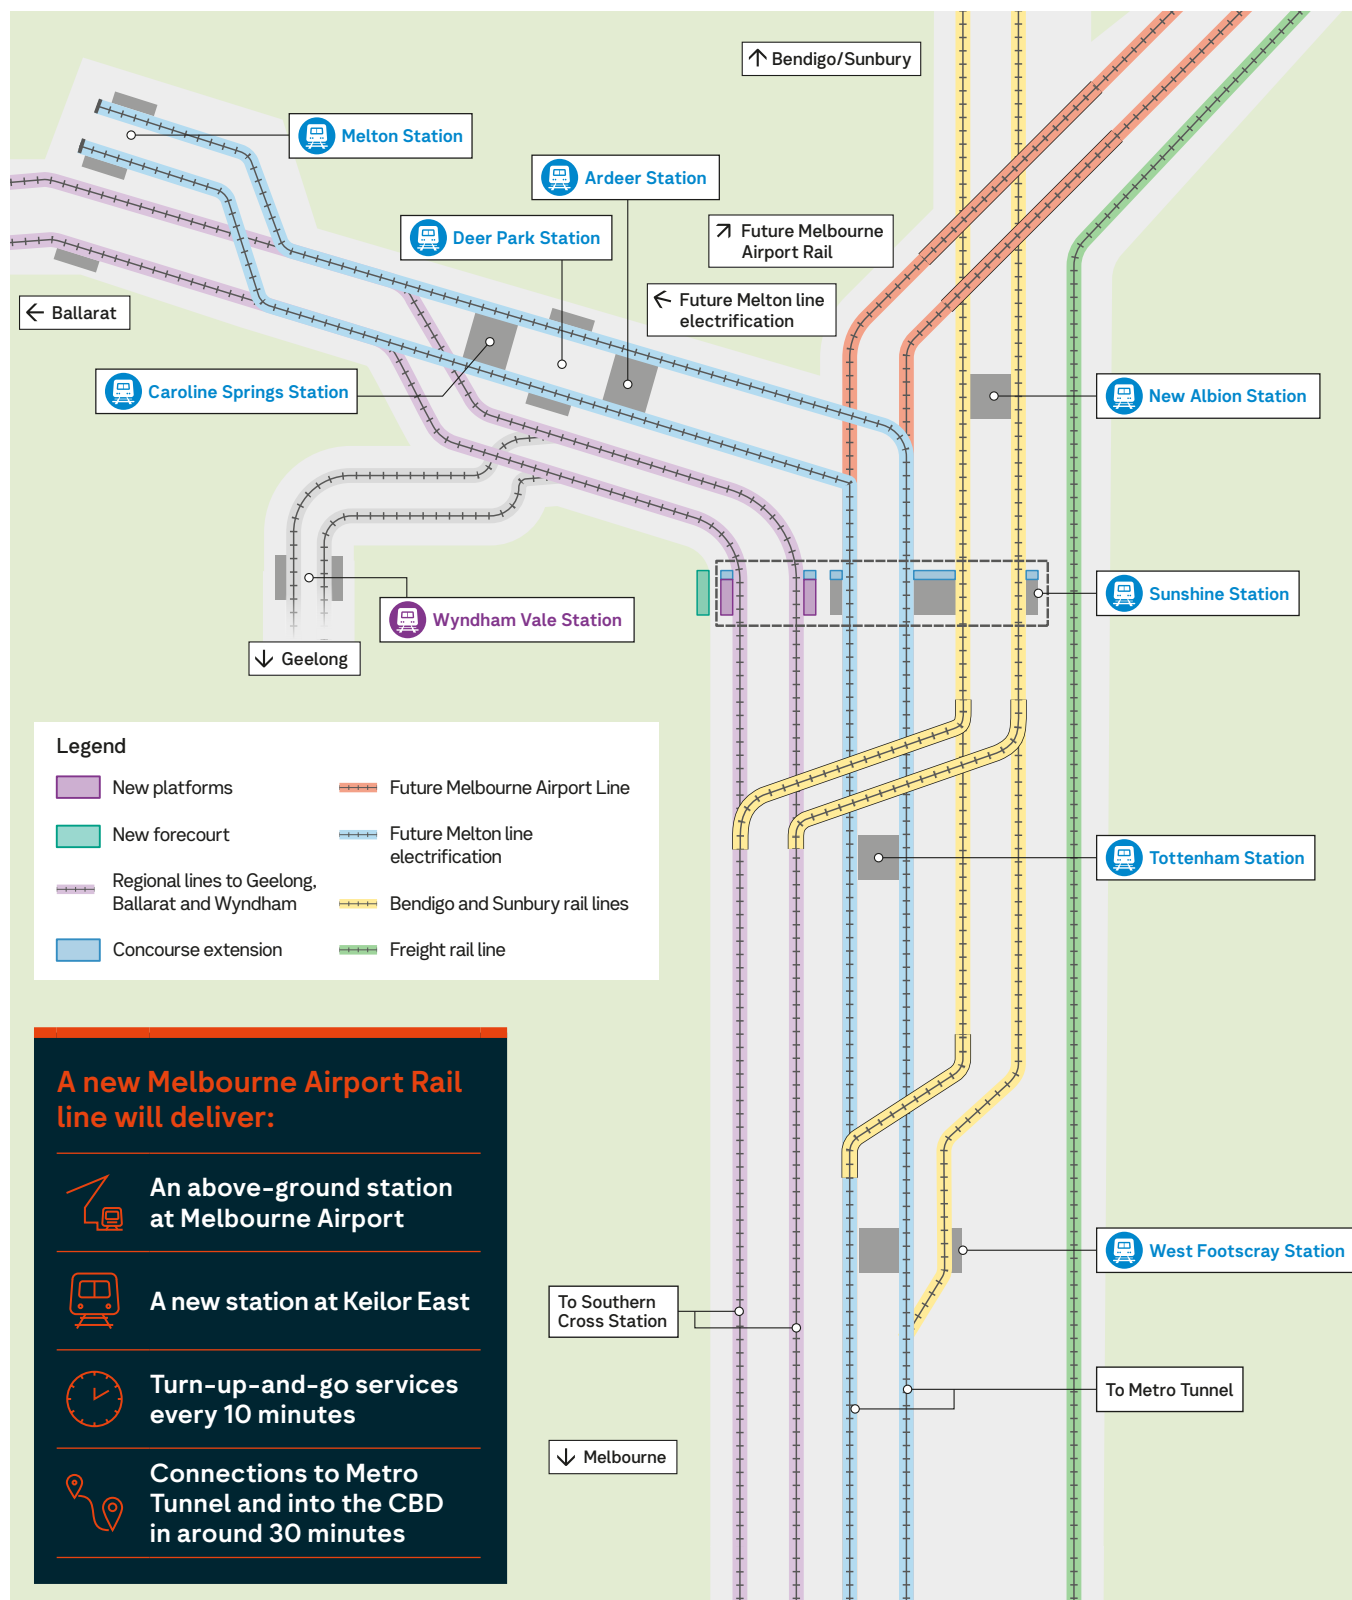 Bendigo/Sunbury
Melton Station
Ardeer Station
Deer Park Station
Future Melbourne
Airport Rail
Future Melton line
electrification
Ballarat
Caroline Springs Station
New Albion Station
Sunshine Station
Wyndham Vale Station
Geelong
Legend
New platforms
New forecourt
Regional lines to Geelong,
Ballarat and Wyndham
Concourse extension
Future Melbourne Airport Line
Future Melton line
electrification
Bendigo and Sunbury rail lines
Freight rail line
Tottenham Station
A new Melbourne Airport Rail
line will deliver:
An above-ground station
at Melbourne Airport
A new station at Keilor East
Turn-up-and-go services
every 10 minutes
Connections to Metro
Tunnel and into the CBD
in around 30 minutes
West Footscray Station
To Southern
Cross Station
To Metro Tunnel
Melbourne